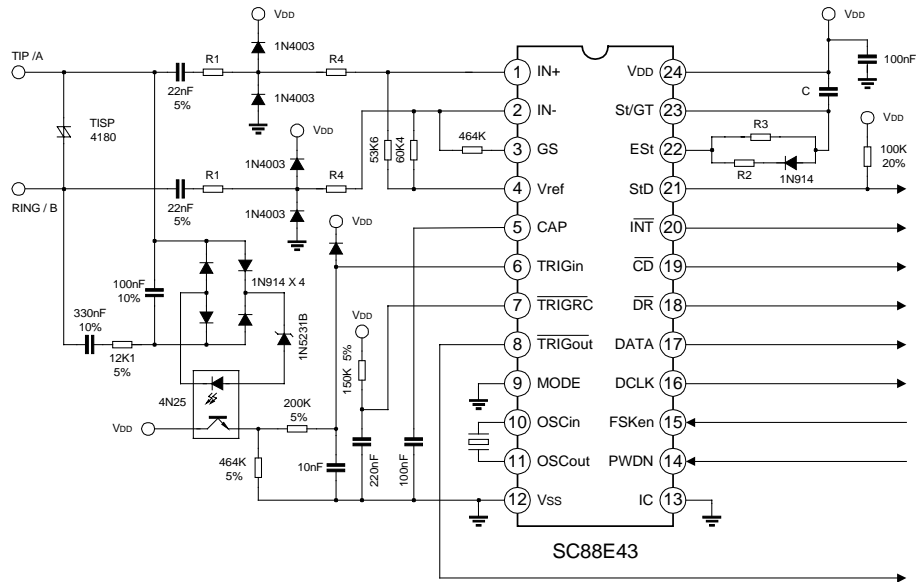 VDD
VDD
TIP /A
R1
1N4003
R4
22nF
5%
1N4003
VDD
TISP
4180
1N4003
R1
R4
22nF
5%
1N4003
RING / B
53K6
60K4
464K
VDD
100nF
10%
1N914 X 4
330nF
10%
12K1
5%
1N5231B
VDD
150K 5%
4N25
200K
5%
VDD
464K
5%
10nF
220nF
100nF
1 IN+
2 IN-
3 GS
4 Vref
5 CAP
6 TRIGin
7 TRIGRC
8 TRIGout
9 MODE
10 OSCin
11 OSCout
12 VSS
VDD 24
St/GT 23
ESt 22
StD 21
INT 20
CD 19
DR 18
DATA 17
DCLK 16
FSKen 15
PWDN 14
IC 13
100nF
C
R3
R2
1N914
VDD
100K
20%
SC88E43